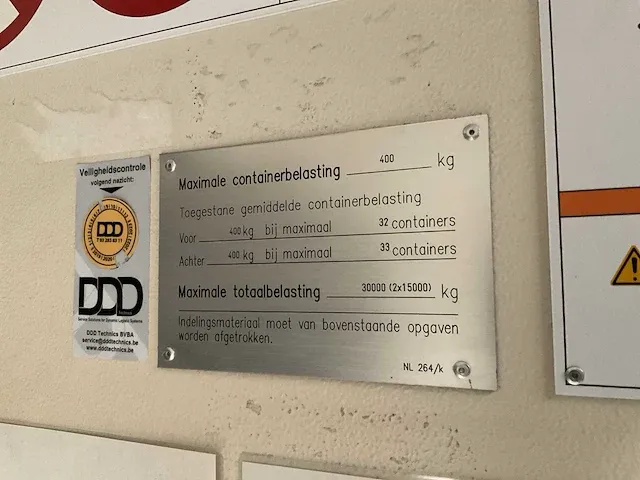 Veiligheidscontrole
volgend nazicht:
DDD
DDD
DDD Technics BVBA
service@dddtechnics.be
www.dddtechnics.be
Maximale containerbelasting 400 kg
Toegestane gemiddelde containerbelasting
Voor 400 kg bij maximaal 32 containers
Achter 400 kg bij maximaal 33 containers
Maximale totaalbelasting 30000 (2x15000) kg
Indelingsmateriaal moet van bovenstaande opgaven
worden afgetrokken.
NL 264/k